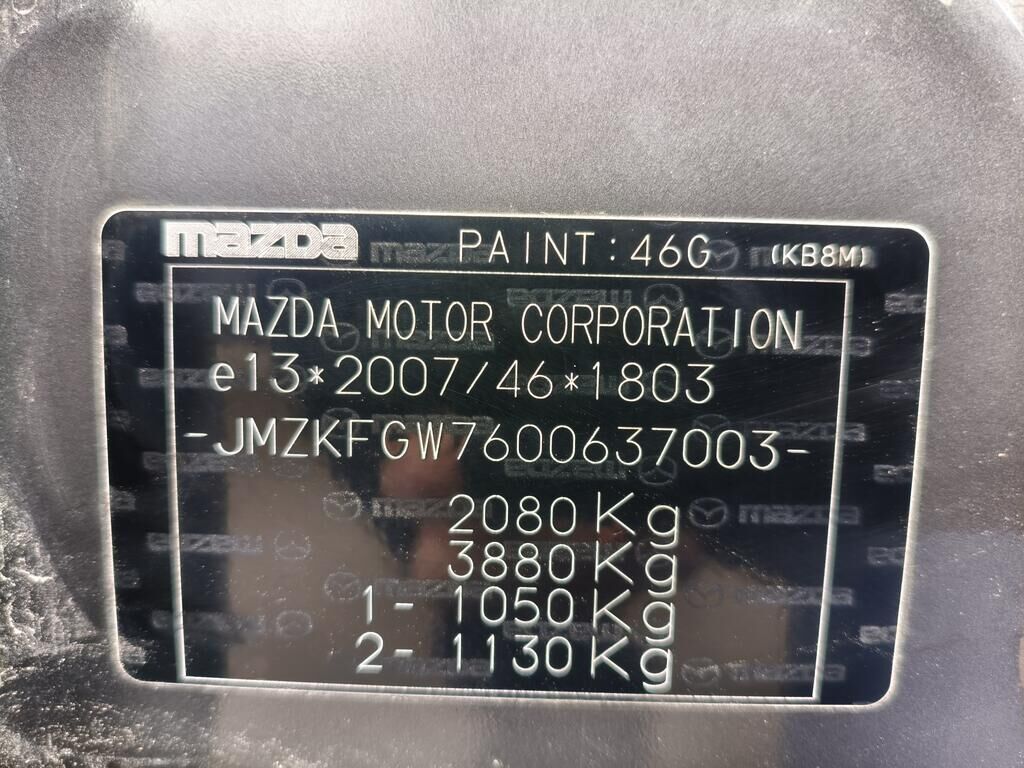 mazda PAINT:46G (KB8M)
MAZDA MOTOR CORPORATION
e13*2007/46*1803
-JMZKFGW7600637003-
2080Kg
3880Kg
1- 1050Kg
2- 1130Kg